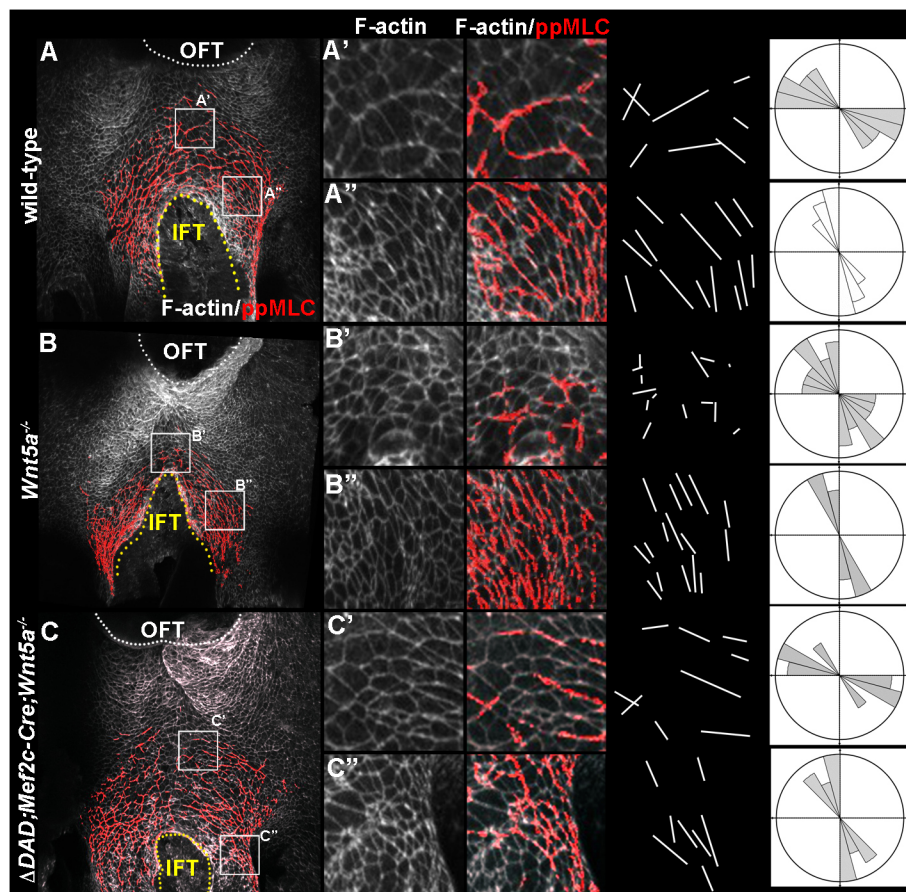 F-actin F-actin/ppMLC
A OFT A' A'
wild-type
A" A"
IFT
F-actin/ppMLC
B OFT B'
Wnt5a-/-
B'
B" B"
IFT
C OFT C'
ΔDAD;Mef2c-Cre;Wnt5a-/-
C'
C"
C"
IFT